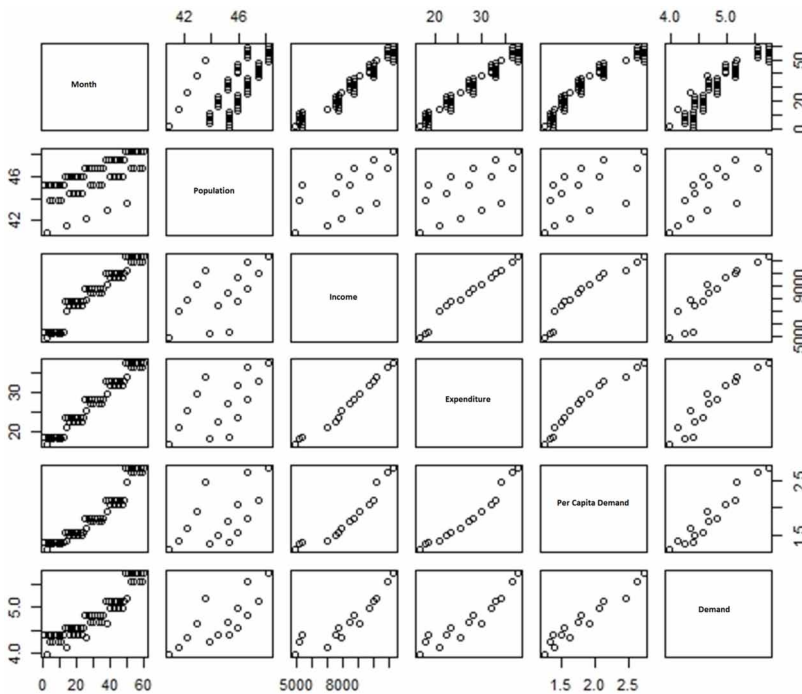 42 46 20 30 4.0 5.0
Month
0 20 50
42 46
Population
Income
5000 9000
20 30
Expenditure
Per Capita Demand
1.5 2.5
4.0 5.0
Demand
0 20 40 60 5000 8000 1.5 2.0 2.5